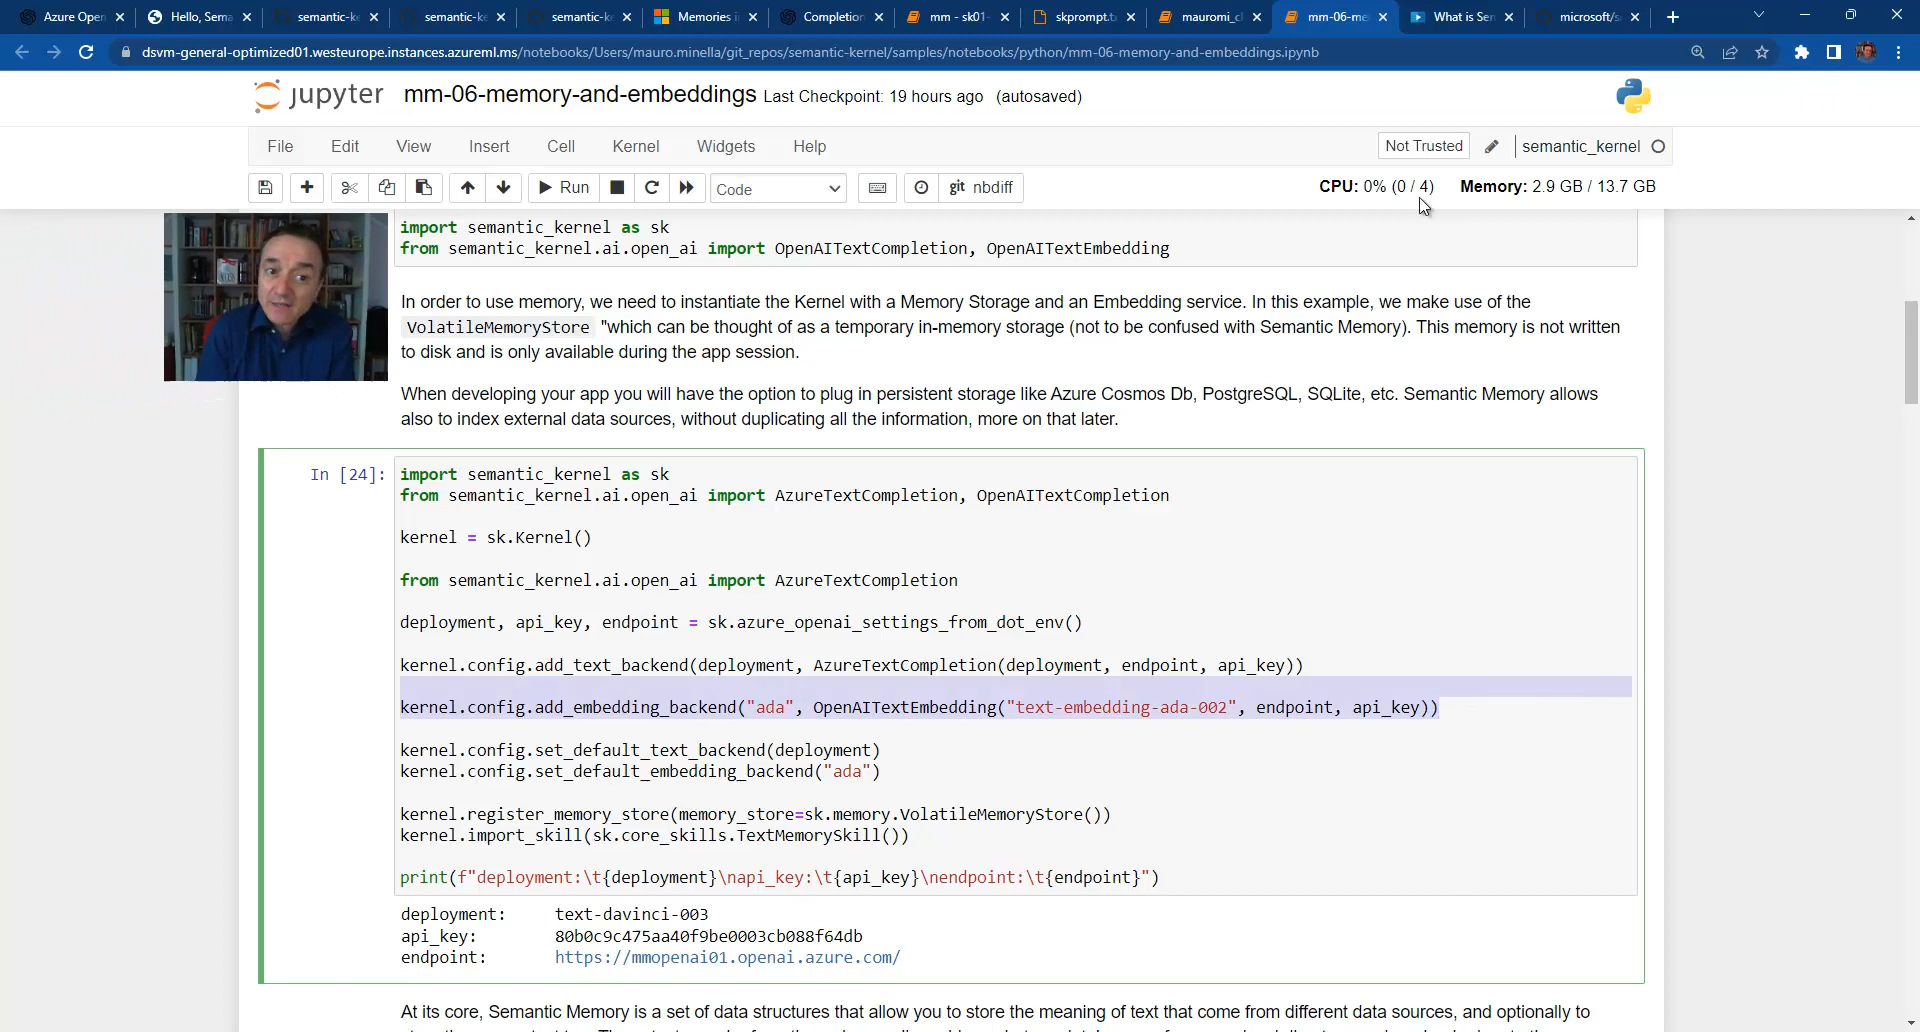 Azure Open
Hello, Sema
semantic-ke
semantic-ke
semantic-ke
Memories i
Completion
mm - sk01-
skprompt.t
mauromi_c
mm-06-me
What is Ser
microsoft/s
dsvm-general-optimized01.westeurope.instances.azureml.ms/notebooks/Users/mauro.minella/git_repos/semantic-kernel/samples/notebooks/python/mm-06-memory-and-embeddings.ipynb
jupyter mm-06-memory-and-embeddings Last Checkpoint: 19 hours ago (autosaved)
File Edit View Insert Cell Kernel Widgets Help Not Trusted semantic_kernel
Run Code git nbdiff CPU: 0% (0 / 4) Memory: 2.9 GB / 13.7 GB
import semantic_kernel as sk
from semantic_kernel.ai.open_ai import OpenAITextCompletion, OpenAITextEmbedding
In order to use memory, we need to instantiate the Kernel with a Memory Storage and an Embedding service. In this example, we make use of the
VolatileMemoryStore "which can be thought of as a temporary in-memory storage (not to be confused with Semantic Memory). This memory is not written
to disk and is only available during the app session.
When developing your app you will have the option to plug in persistent storage like Azure Cosmos Db, PostgreSQL, SQLite, etc. Semantic Memory allows
also to index external data sources, without duplicating all the information, more on that later.
In [24]: import semantic_kernel as sk
from semantic_kernel.ai.open_ai import AzureTextCompletion, OpenAITextCompletion
kernel = sk.Kernel()
from semantic_kernel.ai.open_ai import AzureTextCompletion
deployment, api_key, endpoint = sk.azure_openai_settings_from_dot_env()
kernel.config.add_text_backend(deployment, AzureTextCompletion(deployment, endpoint, api_key))
kernel.config.add_embedding_backend("ada", OpenAITextEmbedding("text-embedding-ada-002", endpoint, api_key))
kernel.config.set_default_text_backend(deployment)
kernel.config.set_default_embedding_backend("ada")
kernel.register_memory_store(memory_store=sk.memory.VolatileMemoryStore())
kernel.import_skill(sk.core_skills.TextMemorySkill())
print(f"deployment:\t{deployment}\napi_key:\t{api_key}\nendpoint:\t{endpoint}")
deployment: text-davinci-003
api_key: 80b0c9c475aa40f9be0003cb088f64db
endpoint: https://mmopenai01.openai.azure.com/
At its core, Semantic Memory is a set of data structures that allow you to store the meaning of text that come from different data sources, and optionally to